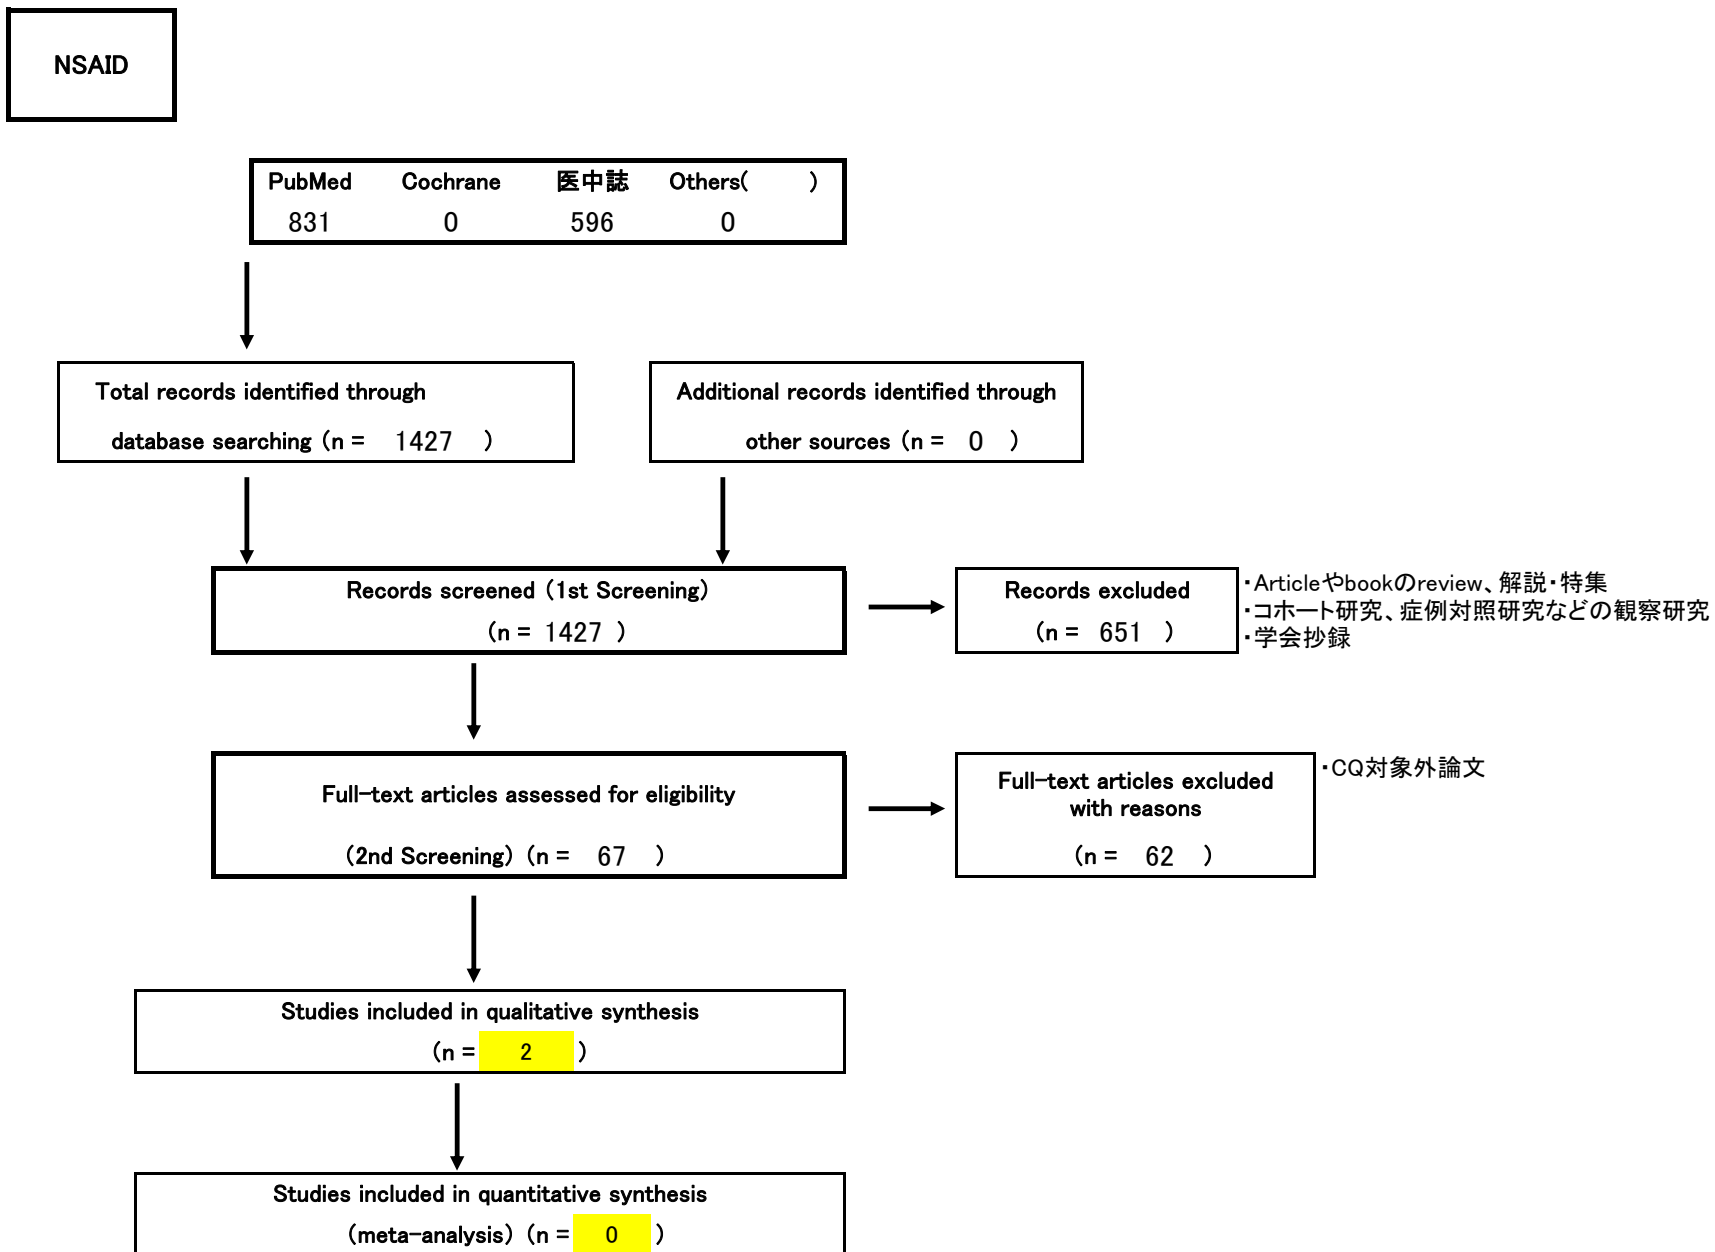 NSAID
PubMed Cochrane 医中誌 Others( )
831 0 596 0
Total records identified through
database searching (n = 1427 )
Additional records identified through
other sources (n = 0 )
Records screened (1st Screening)
(n = 1427 )
Records excluded
(n = 651 )
・Articleやbookのreview、解説・特集
・コホート研究、症例対照研究などの観察研究
・学会抄録
Full-text articles assessed for eligibility
(2nd Screening) (n = 67 )
Full-text articles excluded
with reasons
(n = 62 )
・CQ対象外論文
Studies included in qualitative synthesis
(n = 2 )
Studies included in quantitative synthesis
(meta-analysis) (n = 0 )